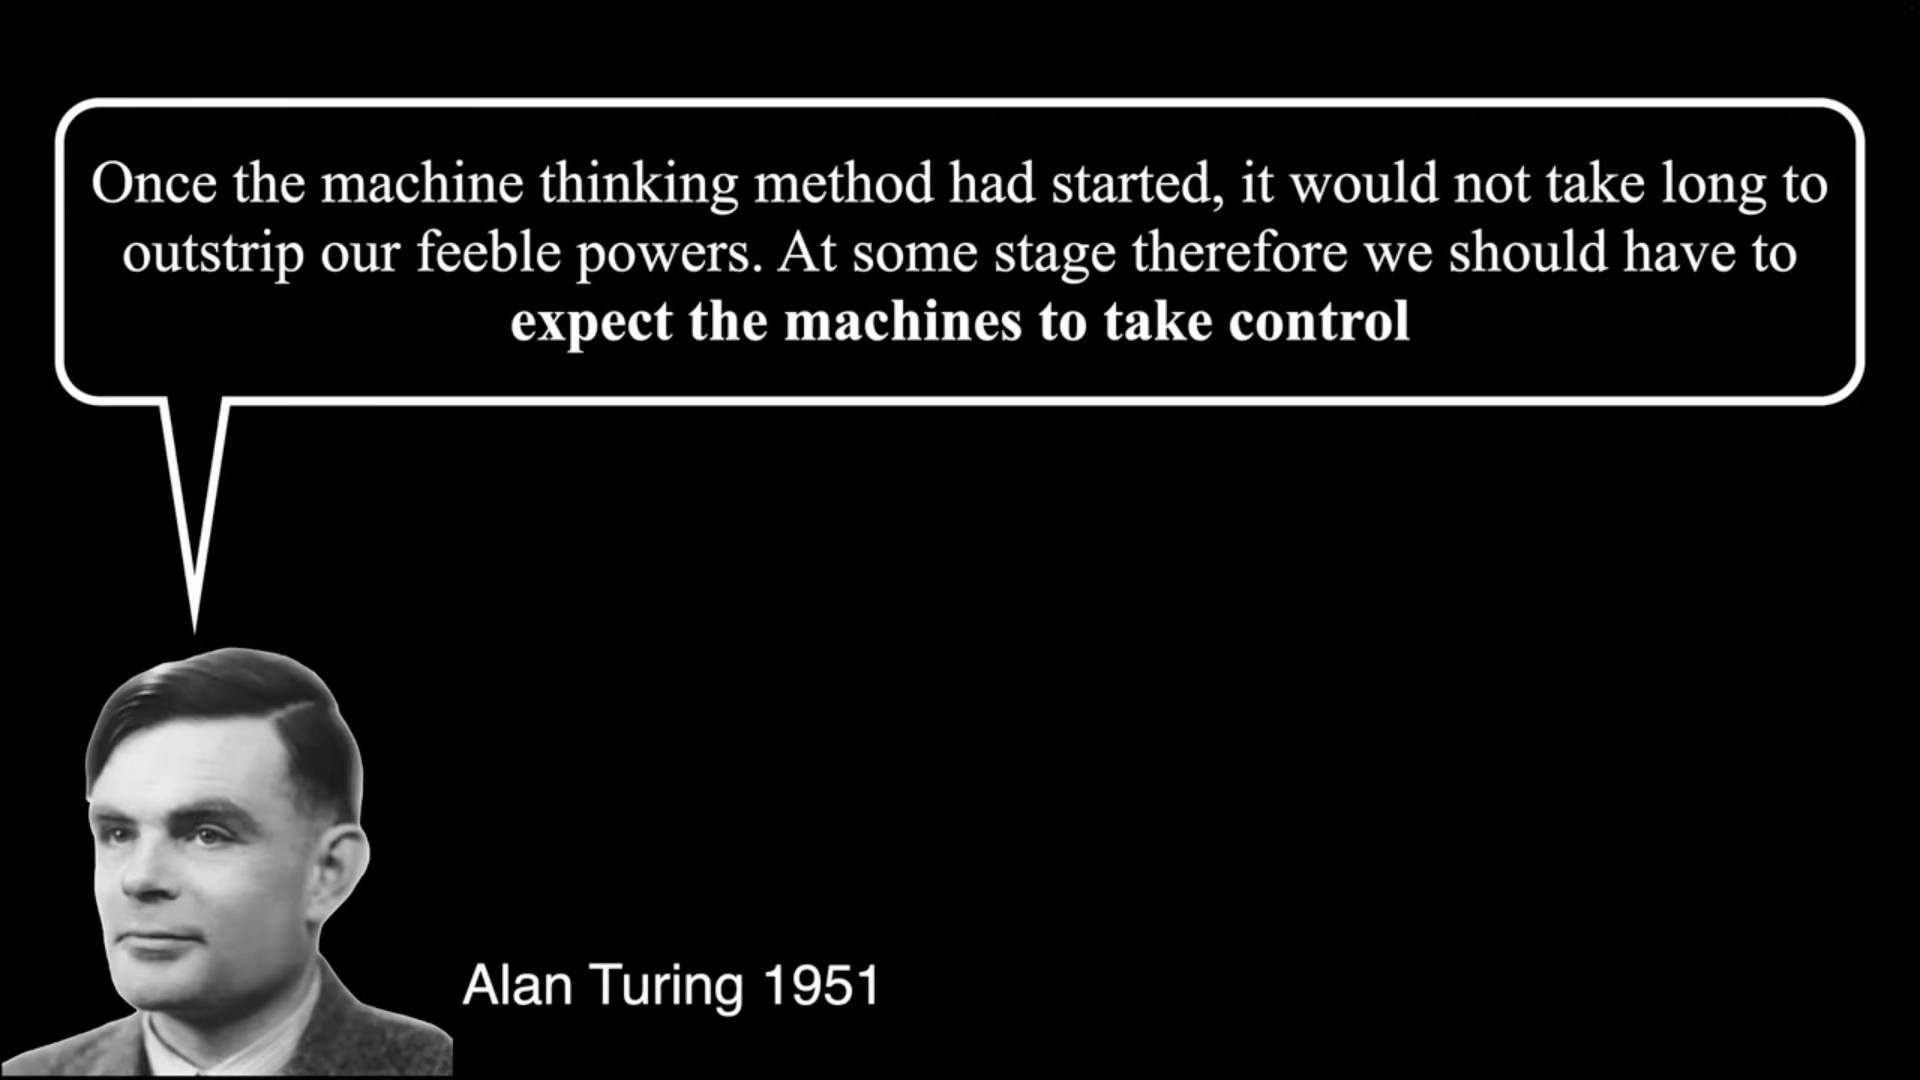 Once the machine thinking method had started, it would not take long to
outstrip our feeble powers. At some stage therefore we should have to
expect the machines to take control
Alan Turing 1951